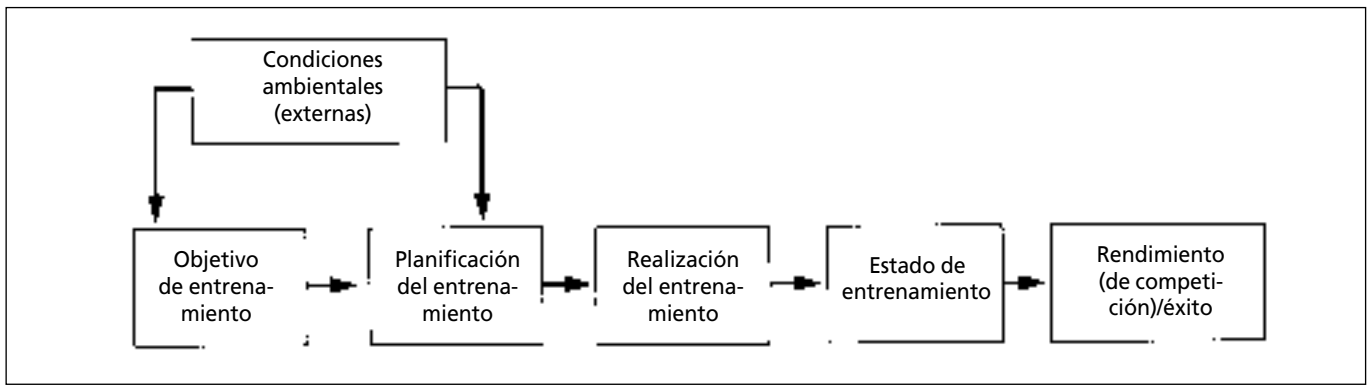 Condiciones
ambientales
(externas)
Objetivo
de entrena-
miento
Planificación
del entrena-
miento
Realización
del entrena-
miento
Estado de
entrenamiento
Rendimiento
(de competi-
ción)/éxito